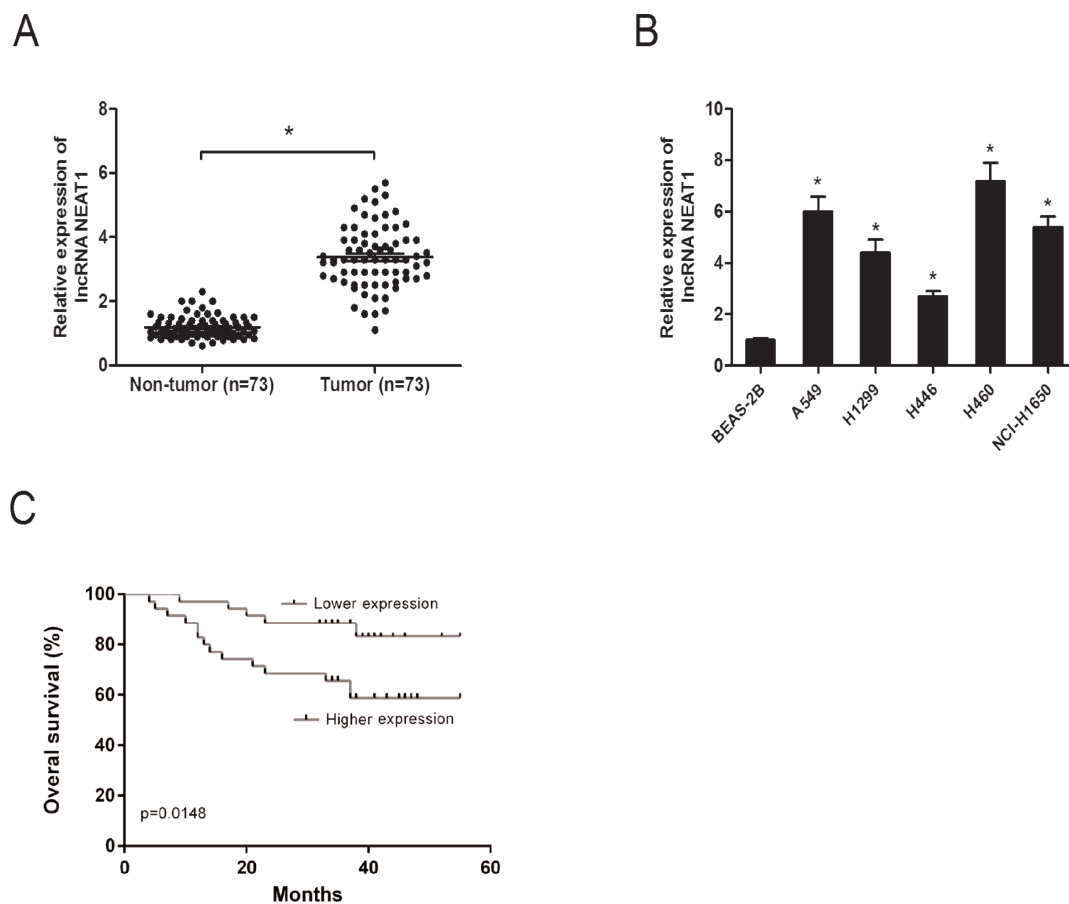 A
Relative expression of
lncRNA NEAT1
8
6
4
2
0
*
Non-tumor (n=73)
Tumor (n=73)
B
Relative expression of
lncRNA NEAT1
10
8
6
4
2
0
*
*
*
*
*
BEAS-2B
A549
H1299
H446
H460
NCI-H1650
C
Overal survival (%)
100
80
60
40
20
0
Lower expression
Higher expression
p=0.0148
0
20
40
60
Months